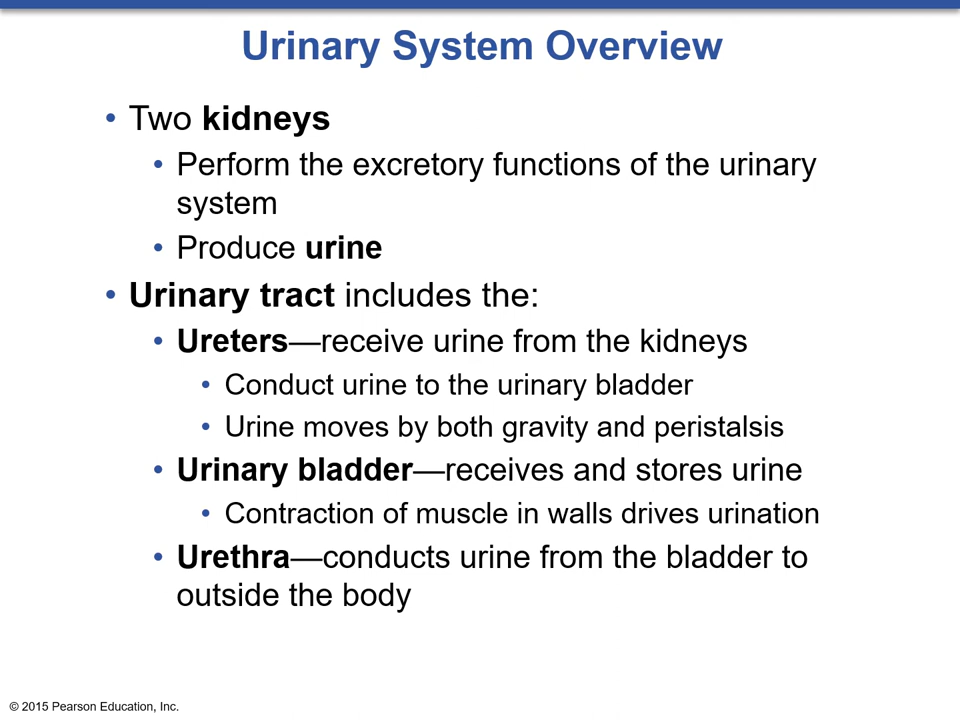 Urinary System Overview
• Two kidneys
• Perform the excretory functions of the urinary
system
• Produce urine
• Urinary tract includes the:
• Ureters—receive urine from the kidneys
• Conduct urine to the urinary bladder
• Urine moves by both gravity and peristalsis
• Urinary bladder—receives and stores urine
• Contraction of muscle in walls drives urination
• Urethra—conducts urine from the bladder to
outside the body
© 2015 Pearson Education, Inc.